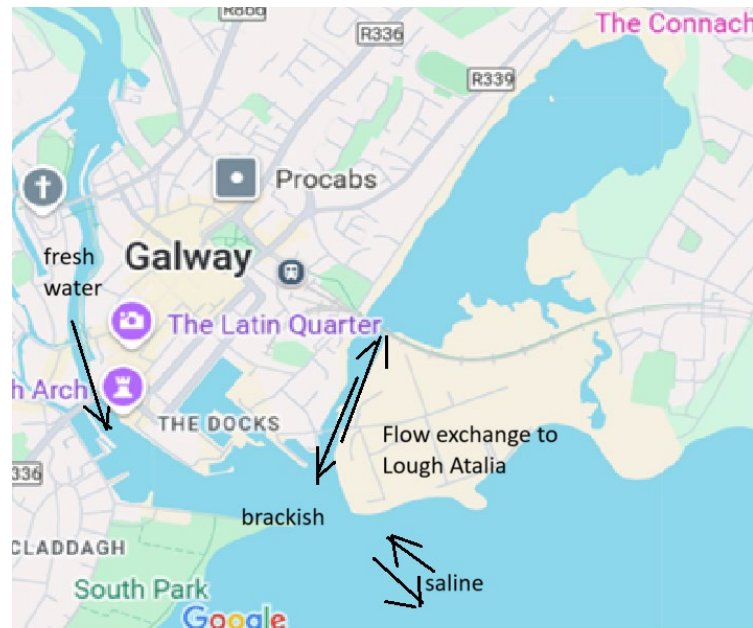 R866
R336
The Connach
R339
Procabs
fresh
water
Galway
The Latin Quarter
h Arch
THE DOCKS
Flow exchange to
Lough Atalia
336
brackish
CLADDAGH
saline
South Park
Google